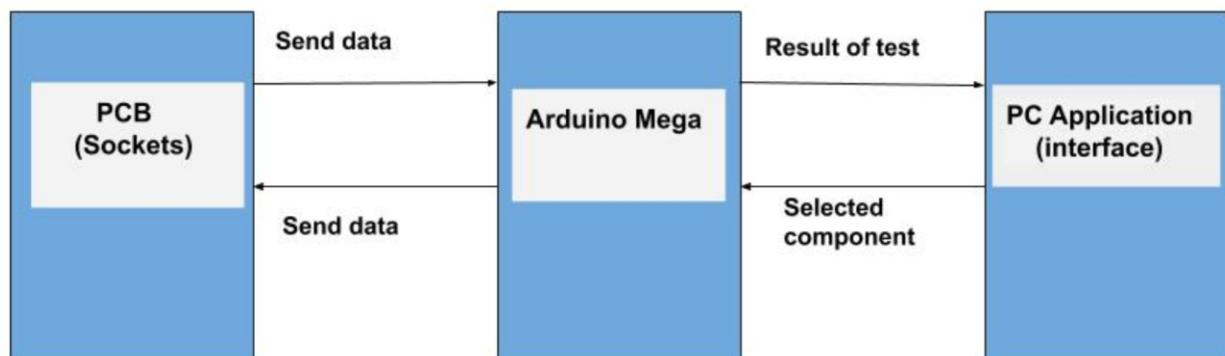 Send data
Result of test
PCB
(Sockets)
Arduino Mega
PC Application
(interface)
Send data
Selected
component